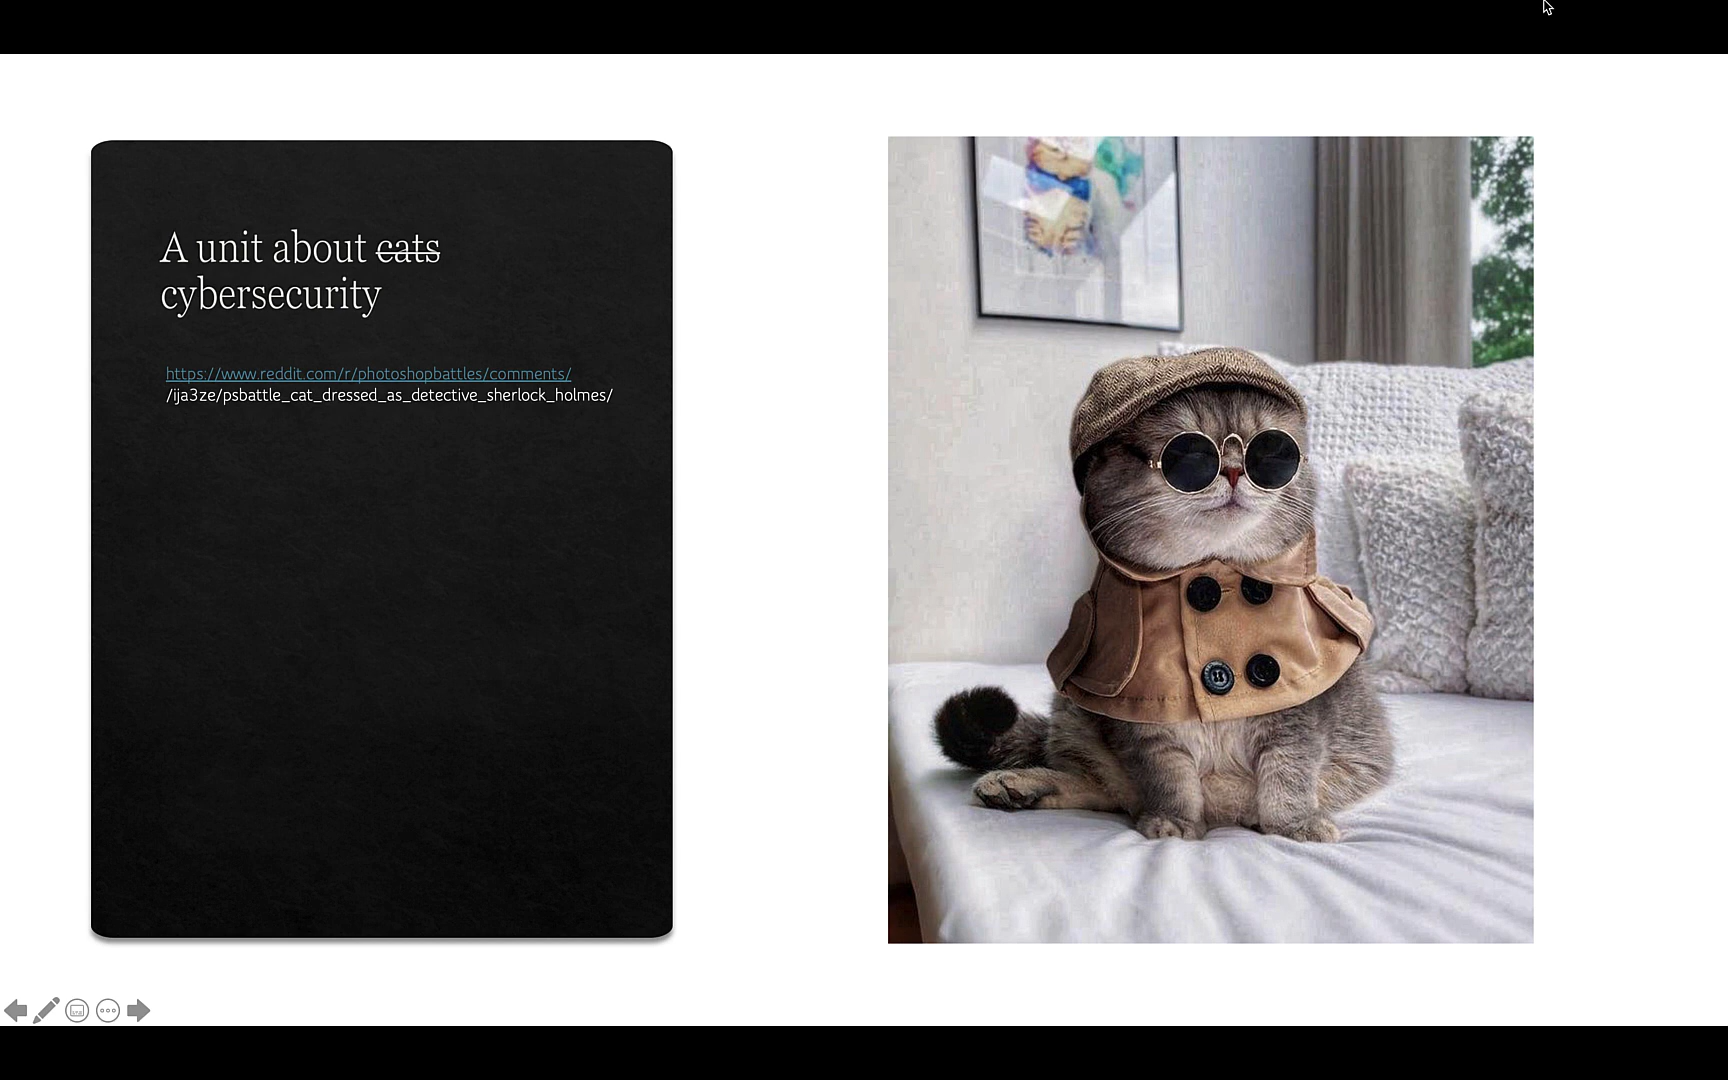 A unit about cats
cybersecurity
https://www.reddit.com/r/photoshopbattles/comments/
/ija3ze/psbattle_cat_dressed_as_detective_sherlock_holmes/